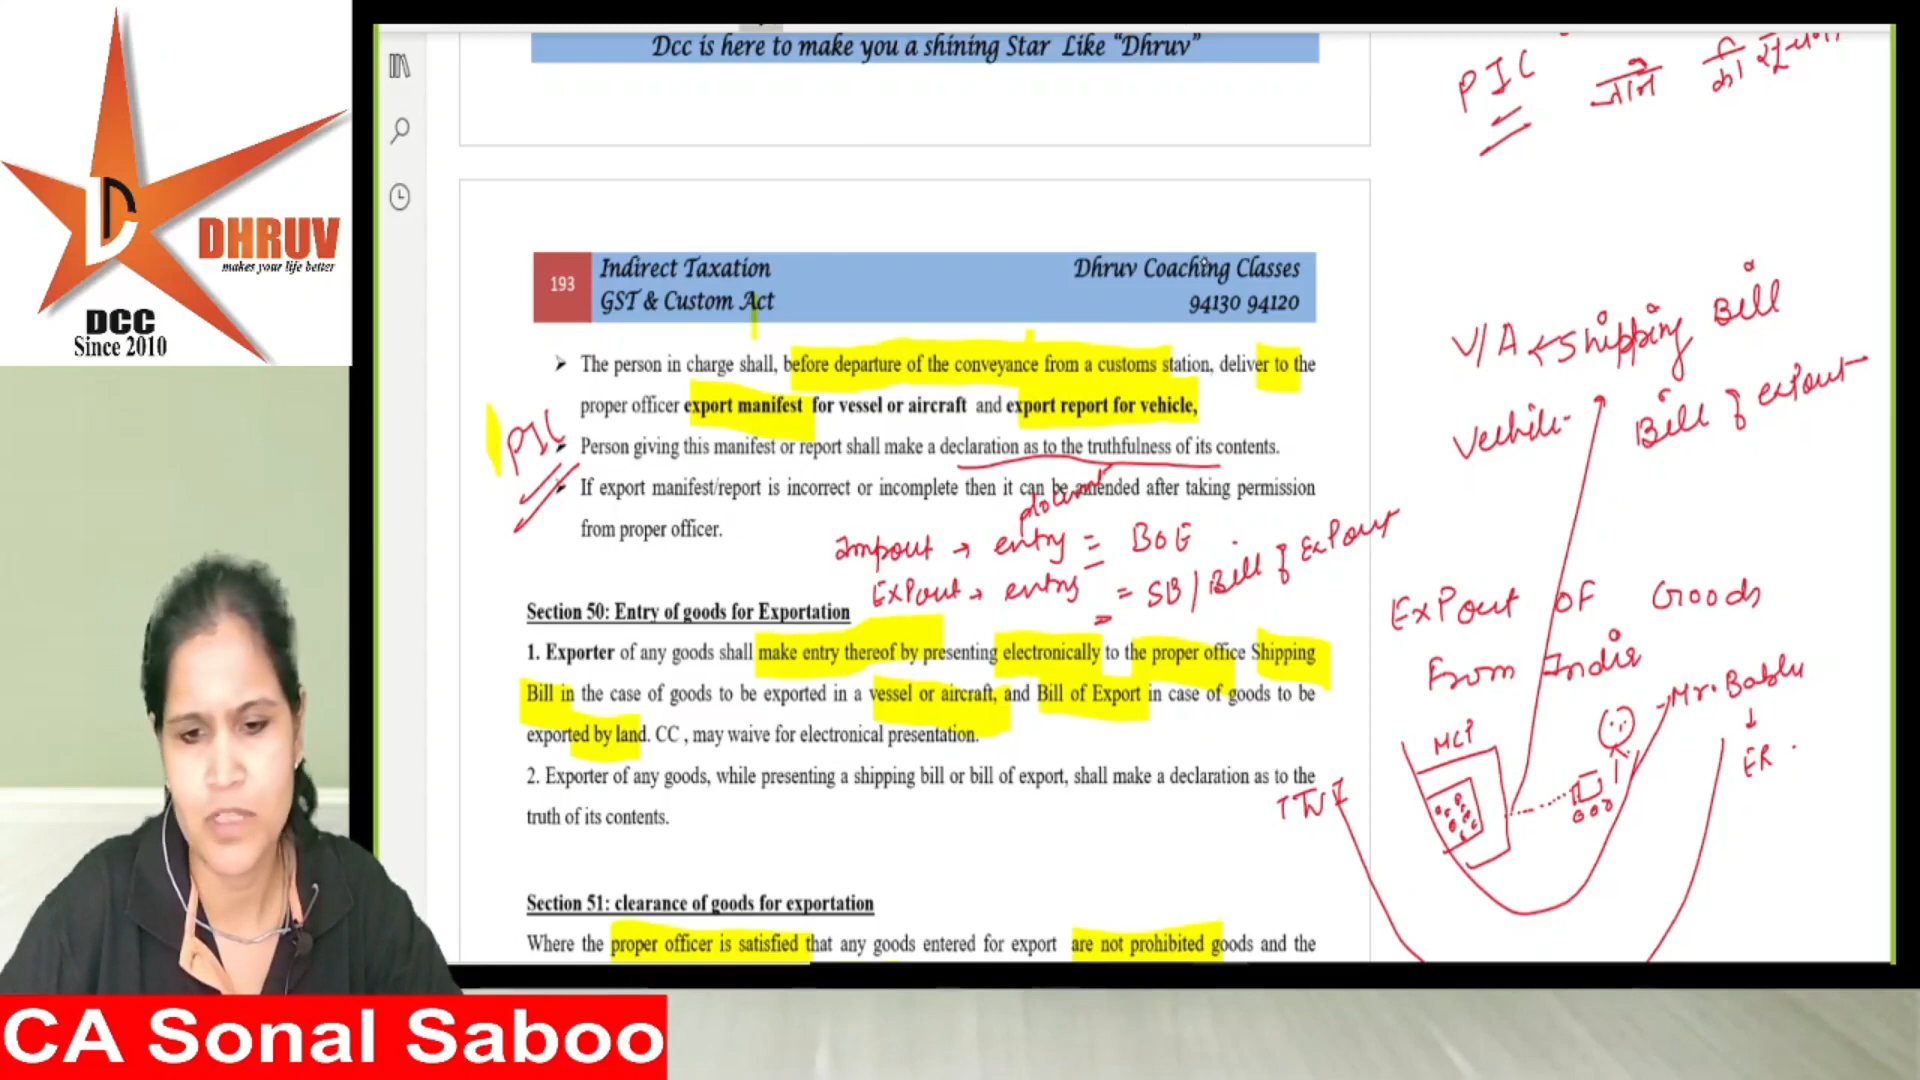 DHRUV
makes your life better
DCC
Since 2010
Dcc is here to make you a shining Star Like "Dhruv"
193
Indirect Taxation
GST & Custom Act
Dhruv Coaching Classes
94130 94120
➢ The person in charge shall, before departure of the conveyance from a customs station, deliver to the
proper officer export manifest for vessel or aircraft and export report for vehicle,
➢ Person giving this manifest or report shall make a declaration as to the truthfulness of its contents.
➢ If export manifest/report is incorrect or incomplete then it can be amended after taking permission
from proper officer.
PIC
document
Import → entry = BOE
Export → entry = SB / Bill of Export
Section 50: Entry of goods for Exportation
1. Exporter of any goods shall make entry thereof by presenting electronically to the proper office Shipping
Bill in the case of goods to be exported in a vessel or aircraft, and Bill of Export in case of goods to be
exported by land. CC , may waive for electronical presentation.
2. Exporter of any goods, while presenting a shipping bill or bill of export, shall make a declaration as to the
truth of its contents.
Section 51: clearance of goods for exportation
Where the proper officer is satisfied that any goods entered for export are not prohibited goods and the
PIC
V/A ← Shipping Bill
Vechile- Bill of export
Export OF Goods
From India
Mr. Bablu
ER
CA Sonal Saboo